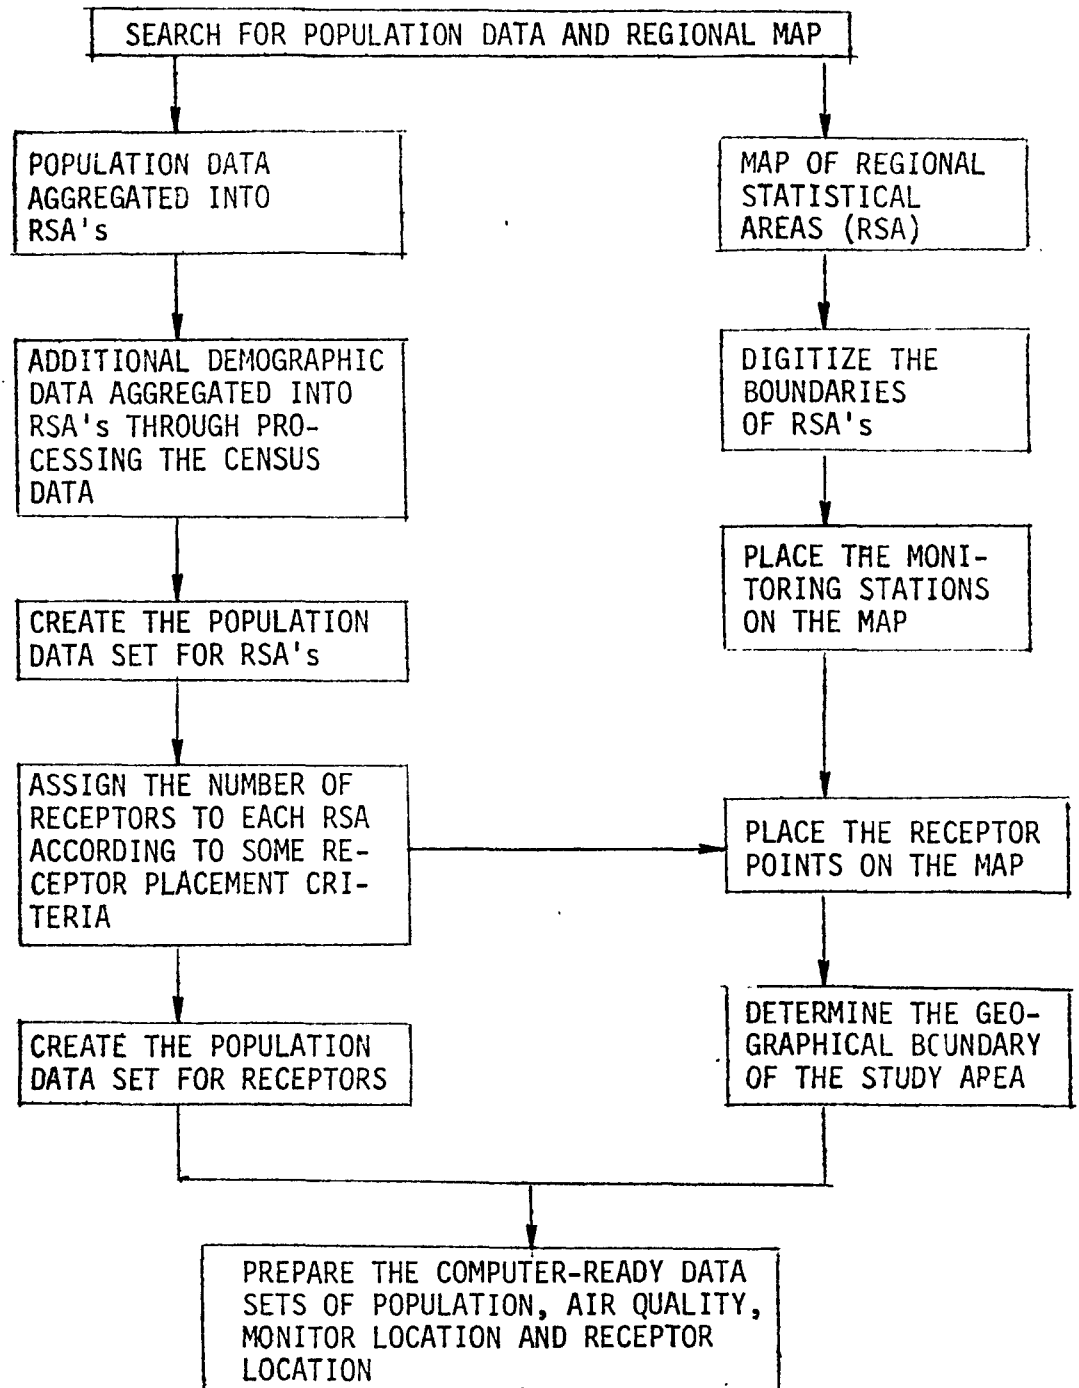 SEARCH FOR POPULATION DATA AND REGIONAL MAP
POPULATION DATA
AGGREGATED INTO
RSA's
MAP OF REGIONAL
STATISTICAL
AREAS (RSA)
ADDITIONAL DEMOGRAPHIC
DATA AGGREGATED INTO
RSA's THROUGH PRO-
CESSING THE CENSUS
DATA
DIGITIZE THE
BOUNDARIES
OF RSA's
PLACE THE MONI-
TORING STATIONS
ON THE MAP
CREATE THE POPULATION
DATA SET FOR RSA's
ASSIGN THE NUMBER OF
RECEPTORS TO EACH RSA
ACCORDING TO SOME RE-
CEPTOR PLACEMENT CRI-
TERIA
PLACE THE RECEPTOR
POINTS ON THE MAP
CREATE THE POPULATION
DATA SET FOR RECEPTORS
DETERMINE THE GEO-
GRAPHICAL BOUNDARY
OF THE STUDY AREA
PREPARE THE COMPUTER-READY DATA
SETS OF POPULATION, AIR QUALITY,
MONITOR LOCATION AND RECEPTOR
LOCATION